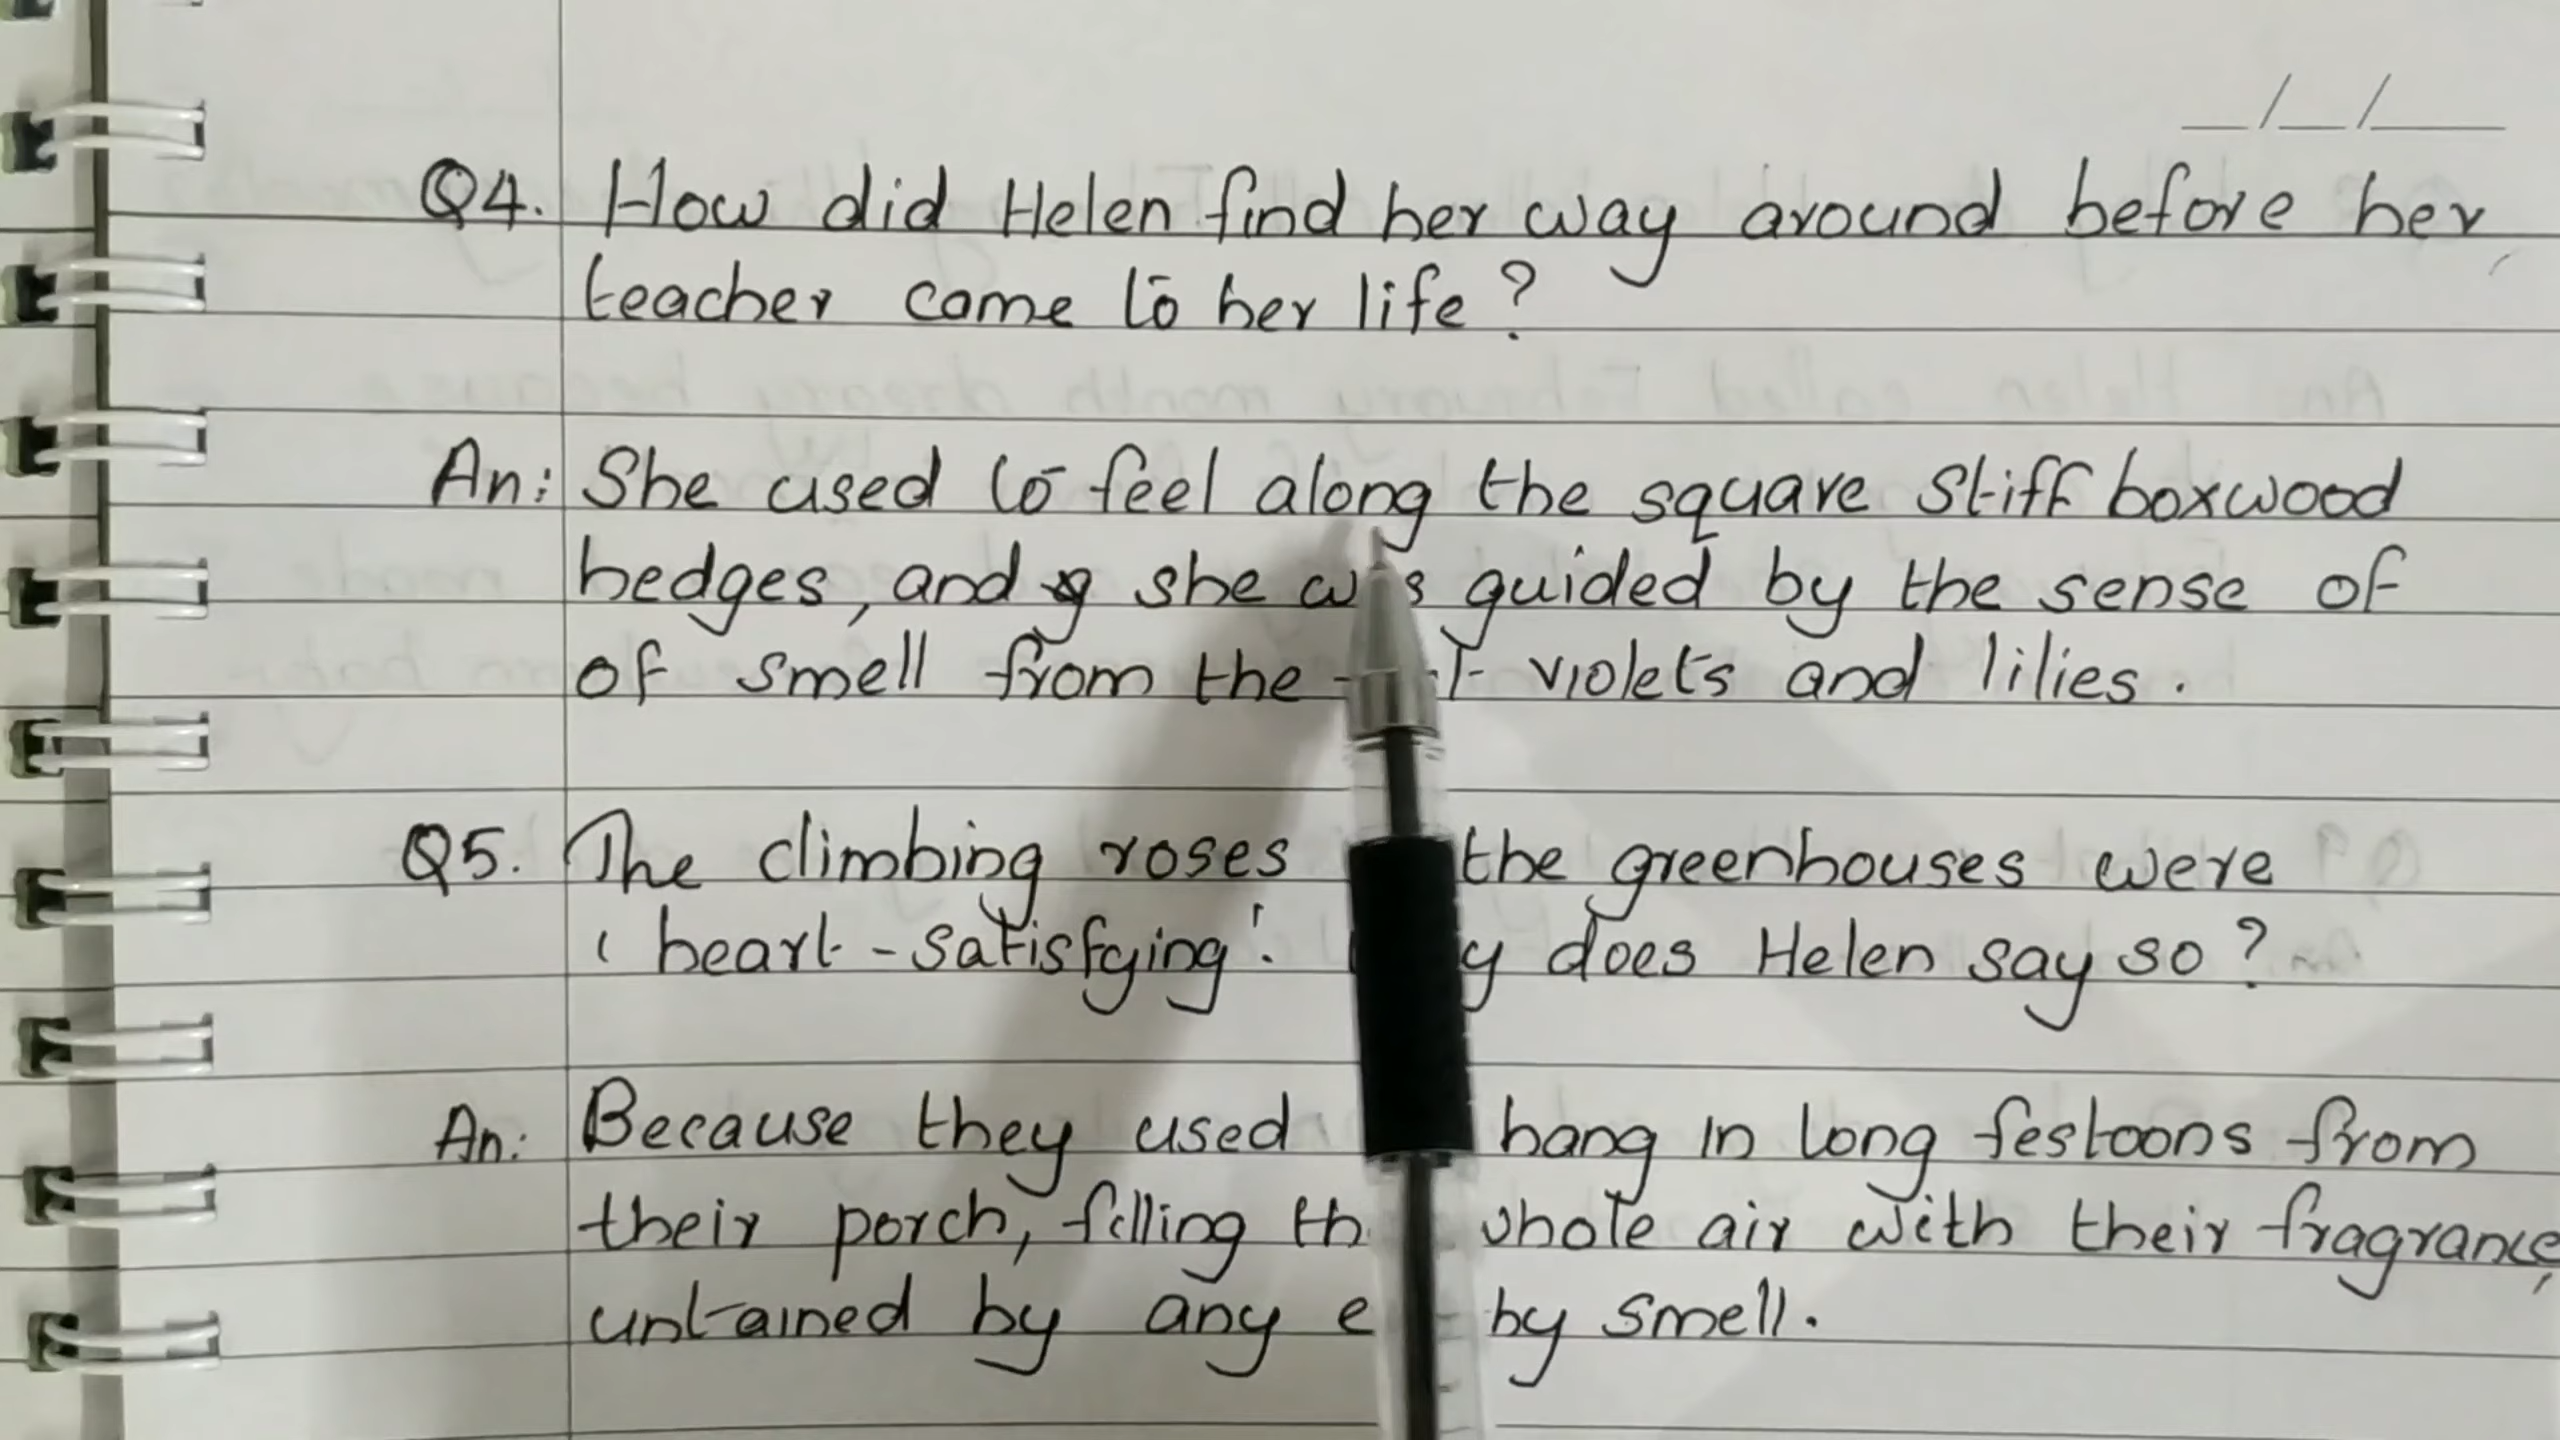 Q4. How did Helen find her way around before her
teacher came to her life?
An: She used to feel along the square stiff boxwood
hedges, and she was guided by the sense of
of smell from the violets and lilies.
Q5. The climbing roses the greenhouses were
'heart-satisfying'. does Helen say so?
An: Because they used hang in long festoons from
their porch, filling the whole air with their fragrance,
untained by any smell.